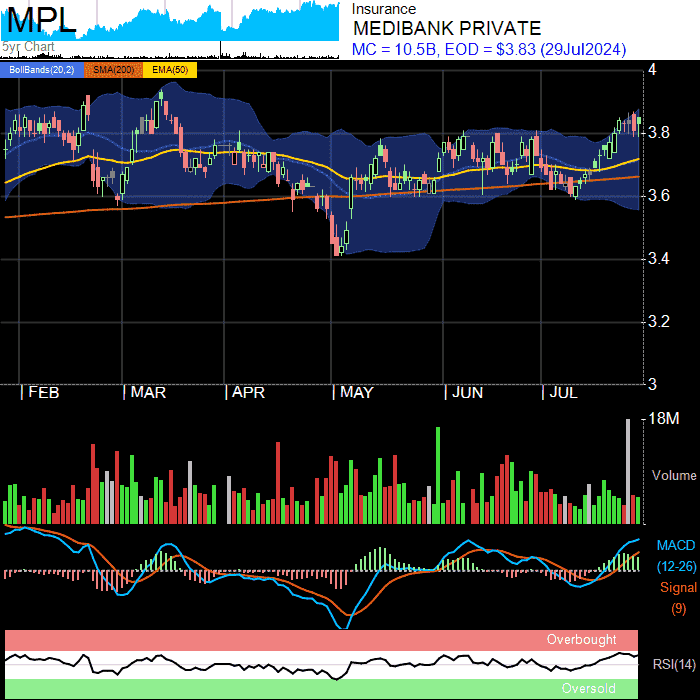 MPL
5yr Chart
Insurance
MEDIBANK PRIVATE
MC = 10.5B, EOD = $3.83 (29Jul2024)
BollBands(20,2) SMA(200) EMA(50)
4
3.8
3.6
3.4
3.2
3
FEB MAR APR MAY JUN JUL
18M
Volume
MACD
(12-26)
Signal
(9)
Overbought
RSI(14)
Oversold